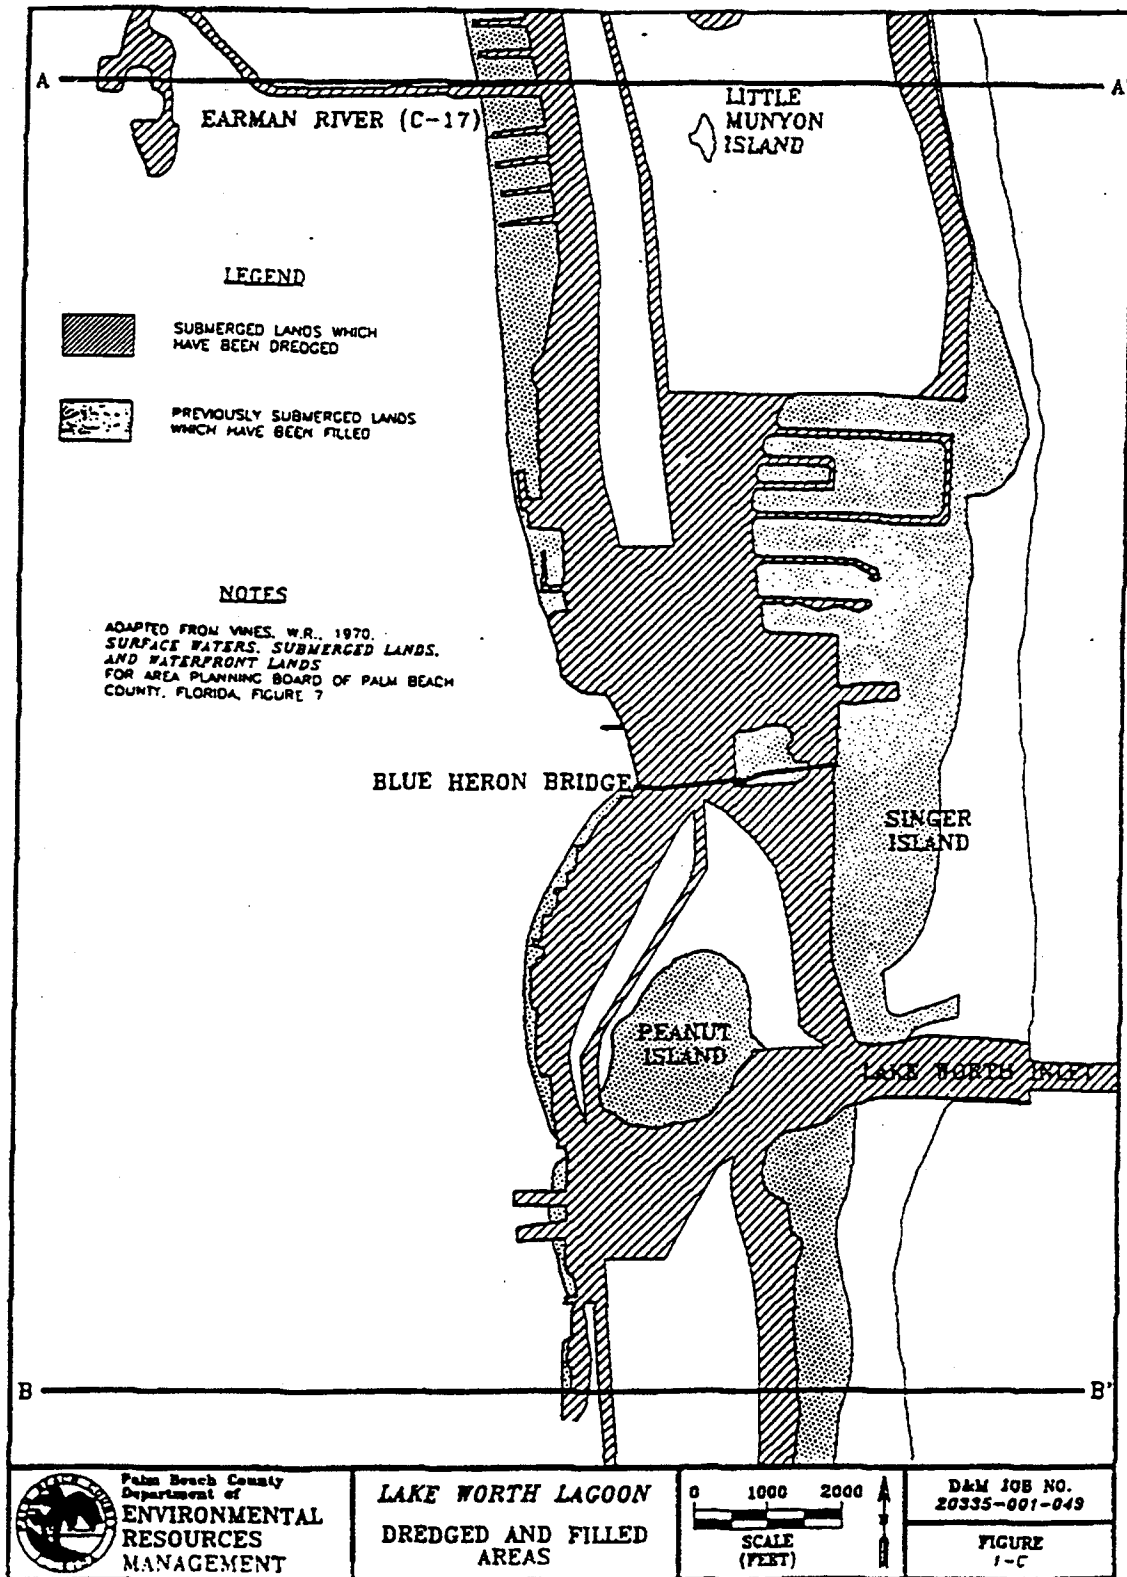 A
A'
EARMAN RIVER (C-17)
LITTLE
MUNYON
ISLAND
LEGEND
SUBMERGED LANDS WHICH
HAVE BEEN DREDGED
PREVIOUSLY SUBMERGED LANDS
WHICH HAVE BEEN FILLED
NOTES
ADAPTED FROM VINES, W.R., 1970.
SURFACE WATERS, SUBMERGED LANDS,
AND WATERFRONT LANDS
FOR AREA PLANNING BOARD OF PALM BEACH
COUNTY, FLORIDA, FIGURE 7
BLUE HERON BRIDGE
SINGER
ISLAND
PEANUT
ISLAND
LAKE WORTH INLET
B
B'
Palm Beach County
Department of
ENVIRONMENTAL
RESOURCES
MANAGEMENT
LAKE WORTH LAGOON
DREDGED AND FILLED
AREAS
0 1000 2000
SCALE
(FEET)
D&M JOB NO.
20335-001-049
FIGURE
1-C